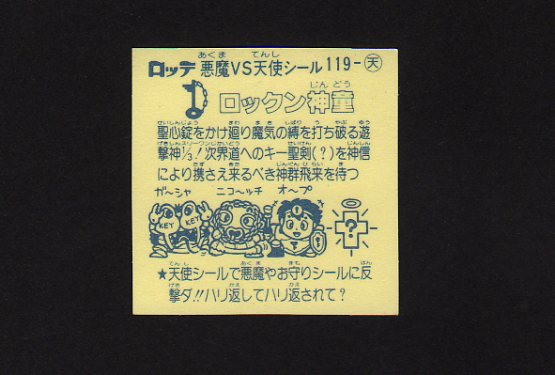 ロッテ 悪魔VS天使シール 119-天
ロックン神童
聖心錠をかけ廻り魔気の縛を打ち破る遊
撃神⅓！次界道へのキー聖剣(?)を神信
により携さえ来るべき神群飛来を待つ
ガ～シャ ニコ～ッチ オ～プ
KEY KEY ?
★天使シールで悪魔やお守りシールに反
撃ダ!!ハリ返してハリ返されて？